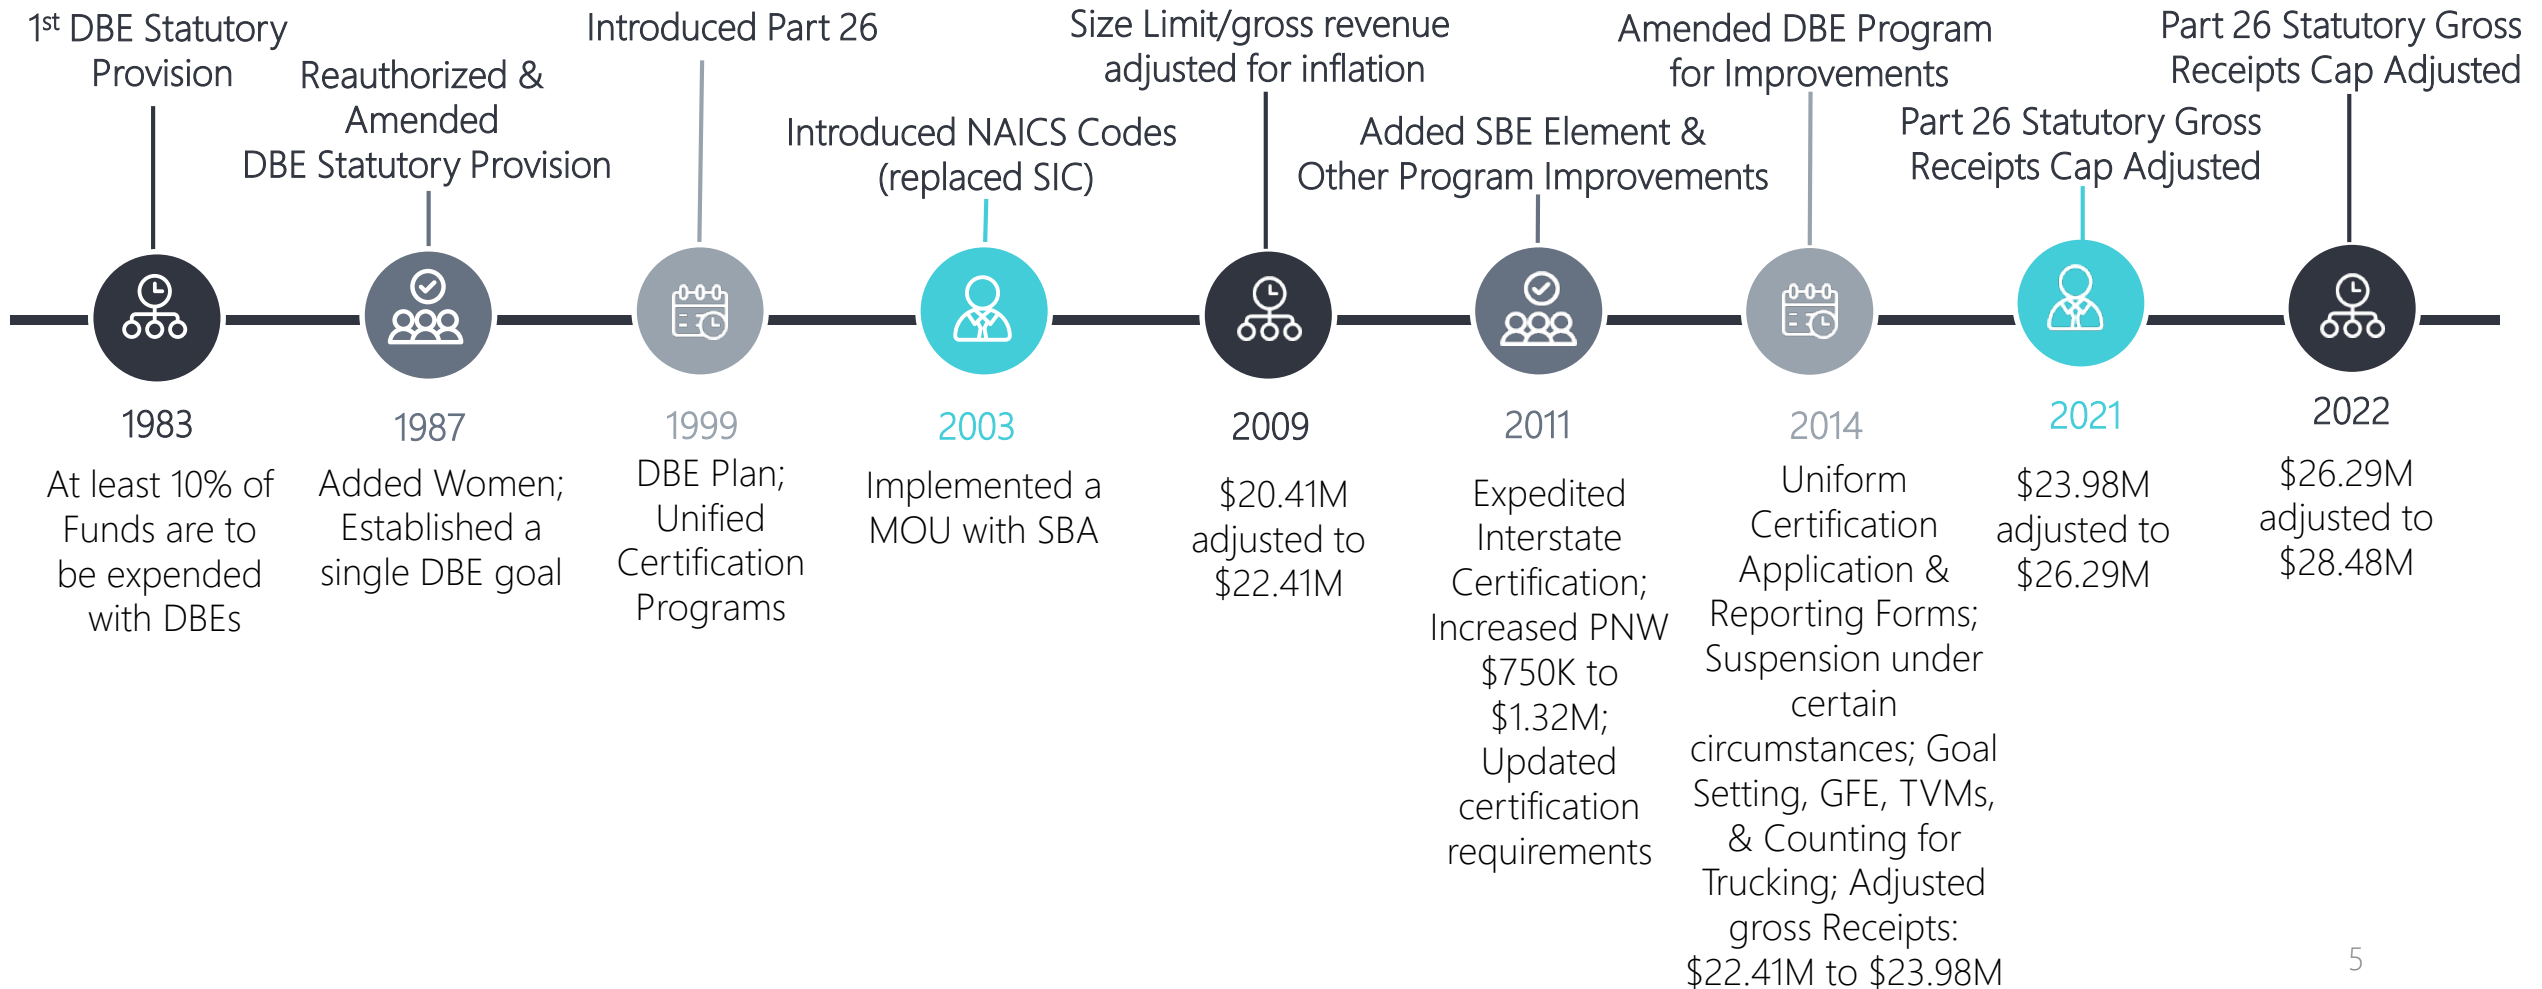 1st DBE Statutory
Provision
Reauthorized &
Amended
DBE Statutory Provision
Introduced Part 26
Introduced NAICS Codes
(replaced SIC)
Size Limit/gross revenue
adjusted for inflation
Added SBE Element &
Other Program Improvements
Amended DBE Program
for Improvements
Part 26 Statutory Gross
Receipts Cap Adjusted
Part 26 Statutory Gross
Receipts Cap Adjusted
1983
At least 10% of
Funds are to
be expended
with DBEs
1987
Added Women;
Established a
single DBE goal
1999
DBE Plan;
Unified
Certification
Programs
2003
Implemented a
MOU with SBA
2009
$20.41M
adjusted to
$22.41M
2011
Expedited
Interstate
Certification;
Increased PNW
$750K to
$1.32M;
Updated
certification
requirements
2014
Uniform
Certification
Application &
Reporting Forms;
Suspension under
certain
circumstances; Goal
Setting, GFE, TVMs,
& Counting for
Trucking; Adjusted
gross Receipts:
$22.41M to $23.98M
2021
$23.98M
adjusted to
$26.29M
2022
$26.29M
adjusted to
$28.48M
5